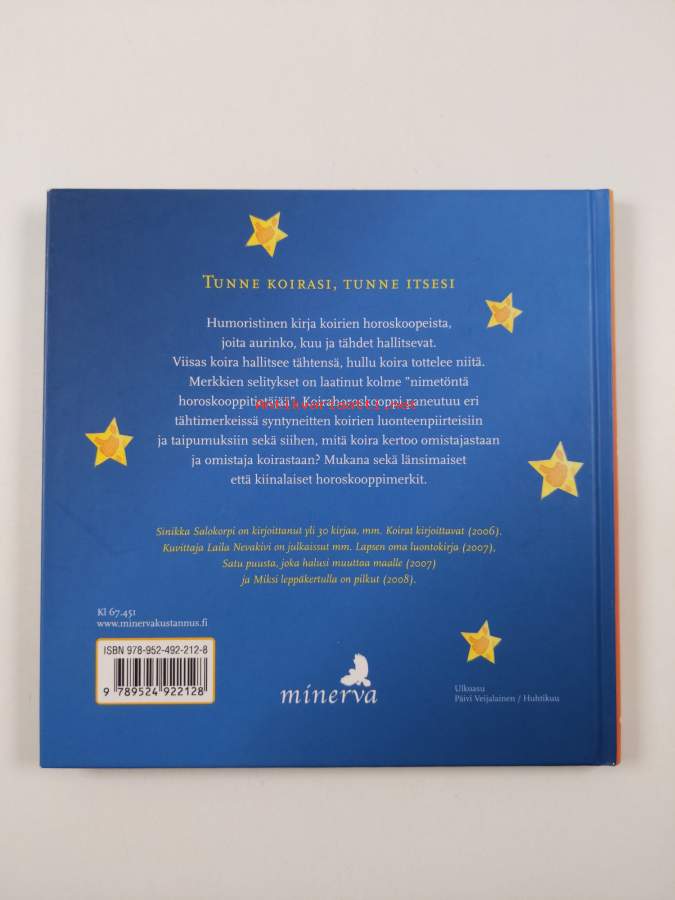 Tunne koirasi, tunne itsesi
Humoristinen kirja koirien horoskoopeista,
joita aurinko, kuu ja tähdet hallitsevat.
Viisas koira hallitsee tähtensä, hullu koira tottelee niitä.
Merkkien selitykset on laatinut kolme "nimetöntä
horoskooppitietäjää". Koirahoroskooppi paneutuu eri
tähtimerkeissä syntyneitten koirien luonteenpiirteisiin
ja taipumuksiin sekä siihen, mitä koira kertoo omistajastaan
ja omistaja koirastaan? Mukana sekä länsimaiset
että kiinalaiset horoskooppimerkit.
Sinikka Salokorpi on kirjoittanut yli 30 kirjaa, mm. Koirat kirjoittavat (2006).
Kuvittaja Laila Nevakivi on julkaissut mm. Lapsen oma luontokirja (2007),
Satu puusta, joka halusi muuttaa maalle (2007)
ja Miksi leppäkertulla on pilkut (2008).
Kl 67.451
www.minervakustannus.fi
ISBN 978-952-492-212-8
9 789524 922128
minerva
Ulkoasu
Päivi Veijalainen / Huhtikuu